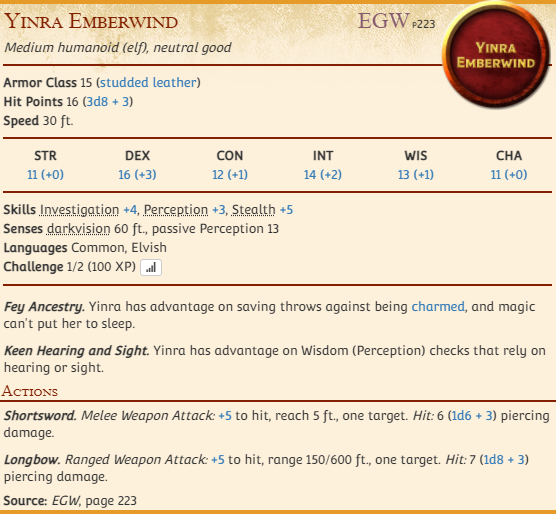 Yinra Emberwind EGW p223
Yinra
Emberwind
Medium humanoid (elf), neutral good
Armor Class 15 (studded leather)
Hit Points 16 (3d8 + 3)
Speed 30 ft.
STR DEX CON INT WIS CHA
11 (+0) 16 (+3) 12 (+1) 14 (+2) 13 (+1) 11 (+0)
Skills Investigation +4, Perception +3, Stealth +5
Senses darkvision 60 ft., passive Perception 13
Languages Common, Elvish
Challenge 1/2 (100 XP)
Fey Ancestry. Yinra has advantage on saving throws against being charmed, and magic
can't put her to sleep.
Keen Hearing and Sight. Yinra has advantage on Wisdom (Perception) checks that rely on
hearing or sight.
Actions
Shortsword. Melee Weapon Attack: +5 to hit, reach 5 ft., one target. Hit: 6 (1d6 + 3) piercing
damage.
Longbow. Ranged Weapon Attack: +5 to hit, range 150/600 ft., one target. Hit: 7 (1d8 + 3)
piercing damage.
Source: EGW, page 223